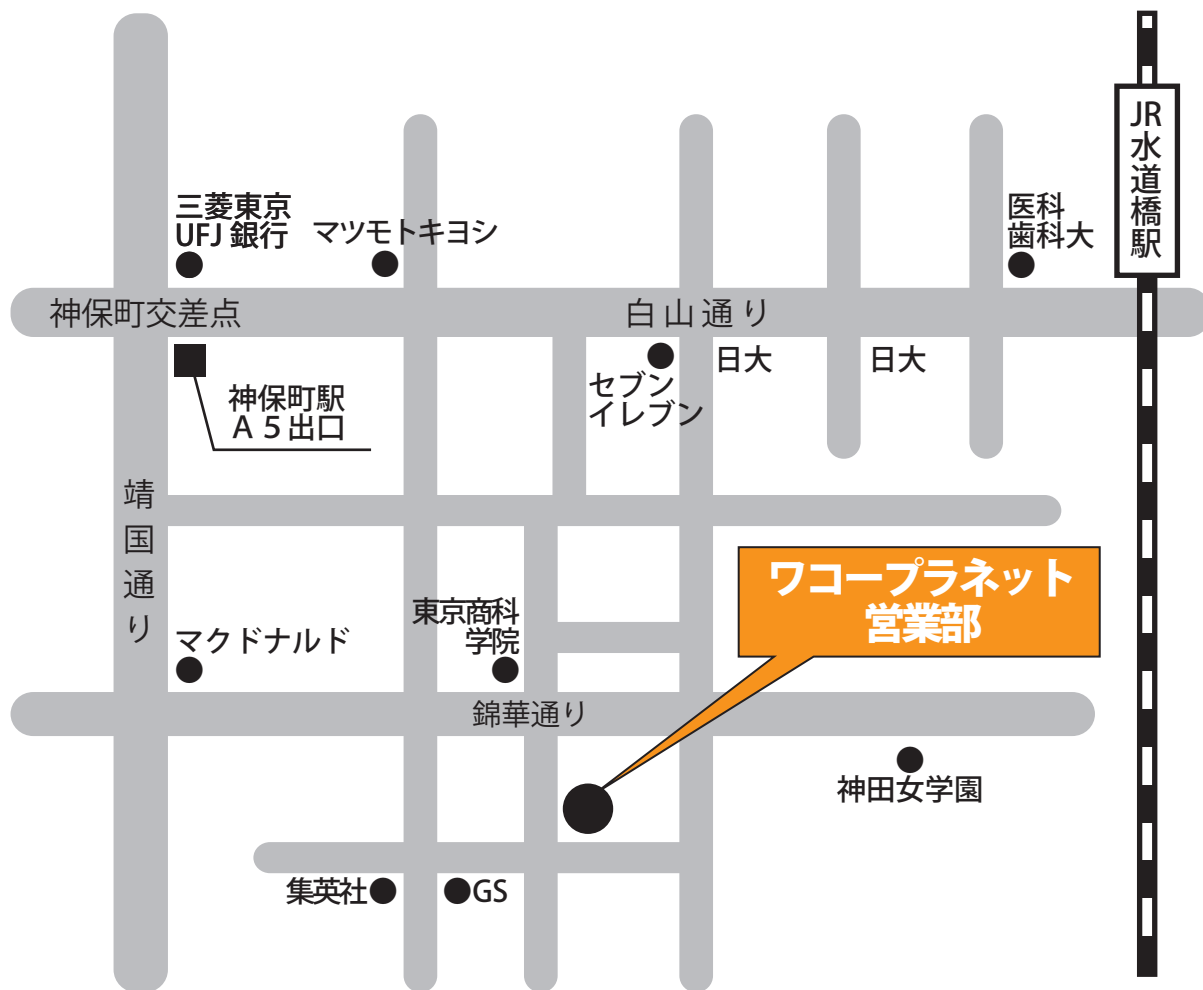 JR水道橋駅
三菱東京
UFJ 銀行
マツモトキヨシ
医科
歯科大
神保町交差点
白山通り
日大
日大
セブン
イレブン
神保町駅
A 5 出口
靖国通り
ワコープラネット
営業部
東京商科
学院
マクドナルド
錦華通り
神田女学園
集英社
GS